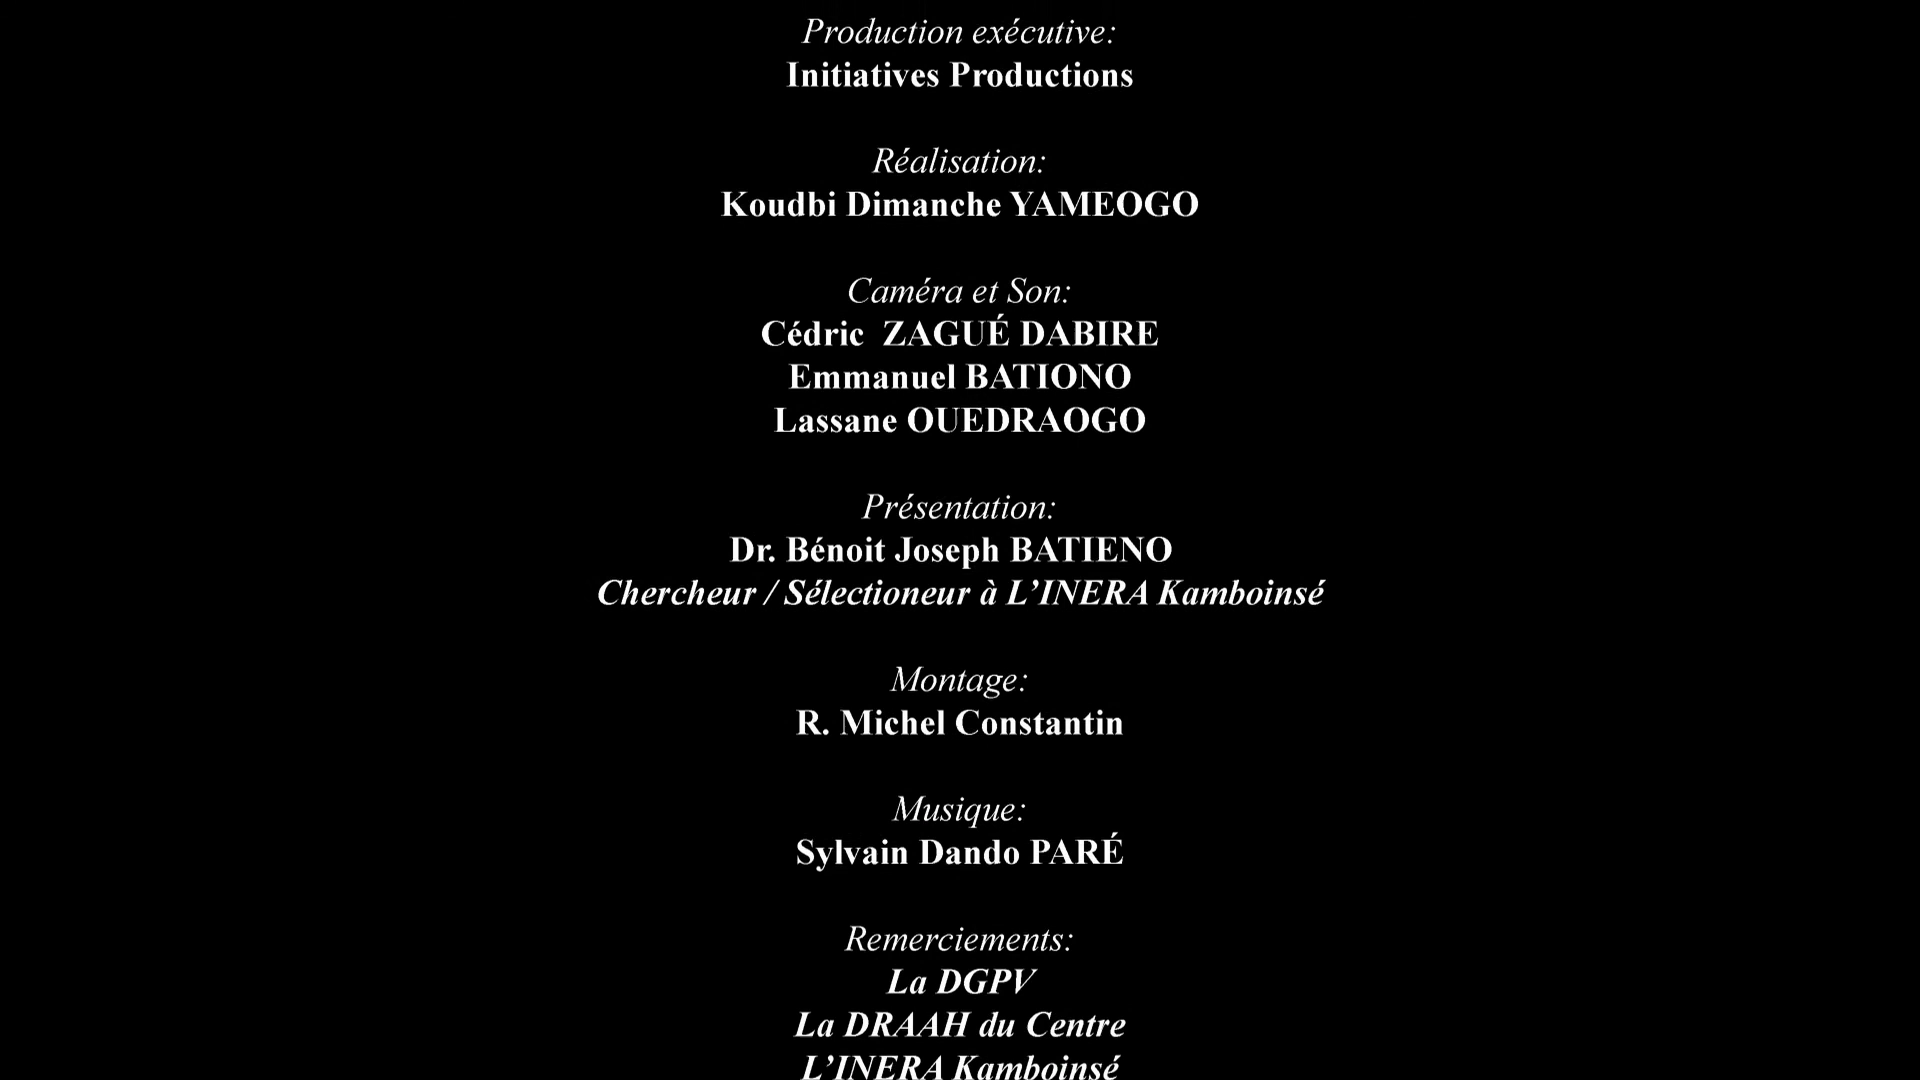 Production exécutive:
Initiatives Productions
Réalisation:
Koudbi Dimanche YAMEOGO
Caméra et Son:
Cédric  ZAGUÉ DABIRE
Emmanuel BATIONO
Lassane OUEDRAOGO
Présentation:
Dr. Bénoit Joseph BATIENO
Chercheur / Sélectioneur à L’INERA Kamboinsé
Montage:
R. Michel Constantin
Musique:
Sylvain Dando PARÉ
Remerciements:
La DGPV
La DRAAH du Centre
L’INERA Kamboinsé